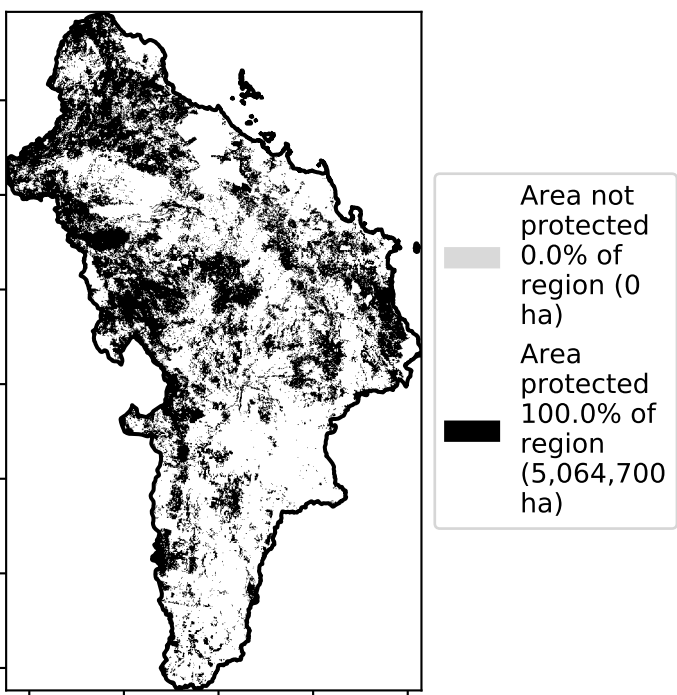 Area not
protected
0.0% of
region (0
ha)
Area
protected
100.0% of
region
(5,064,700
ha)